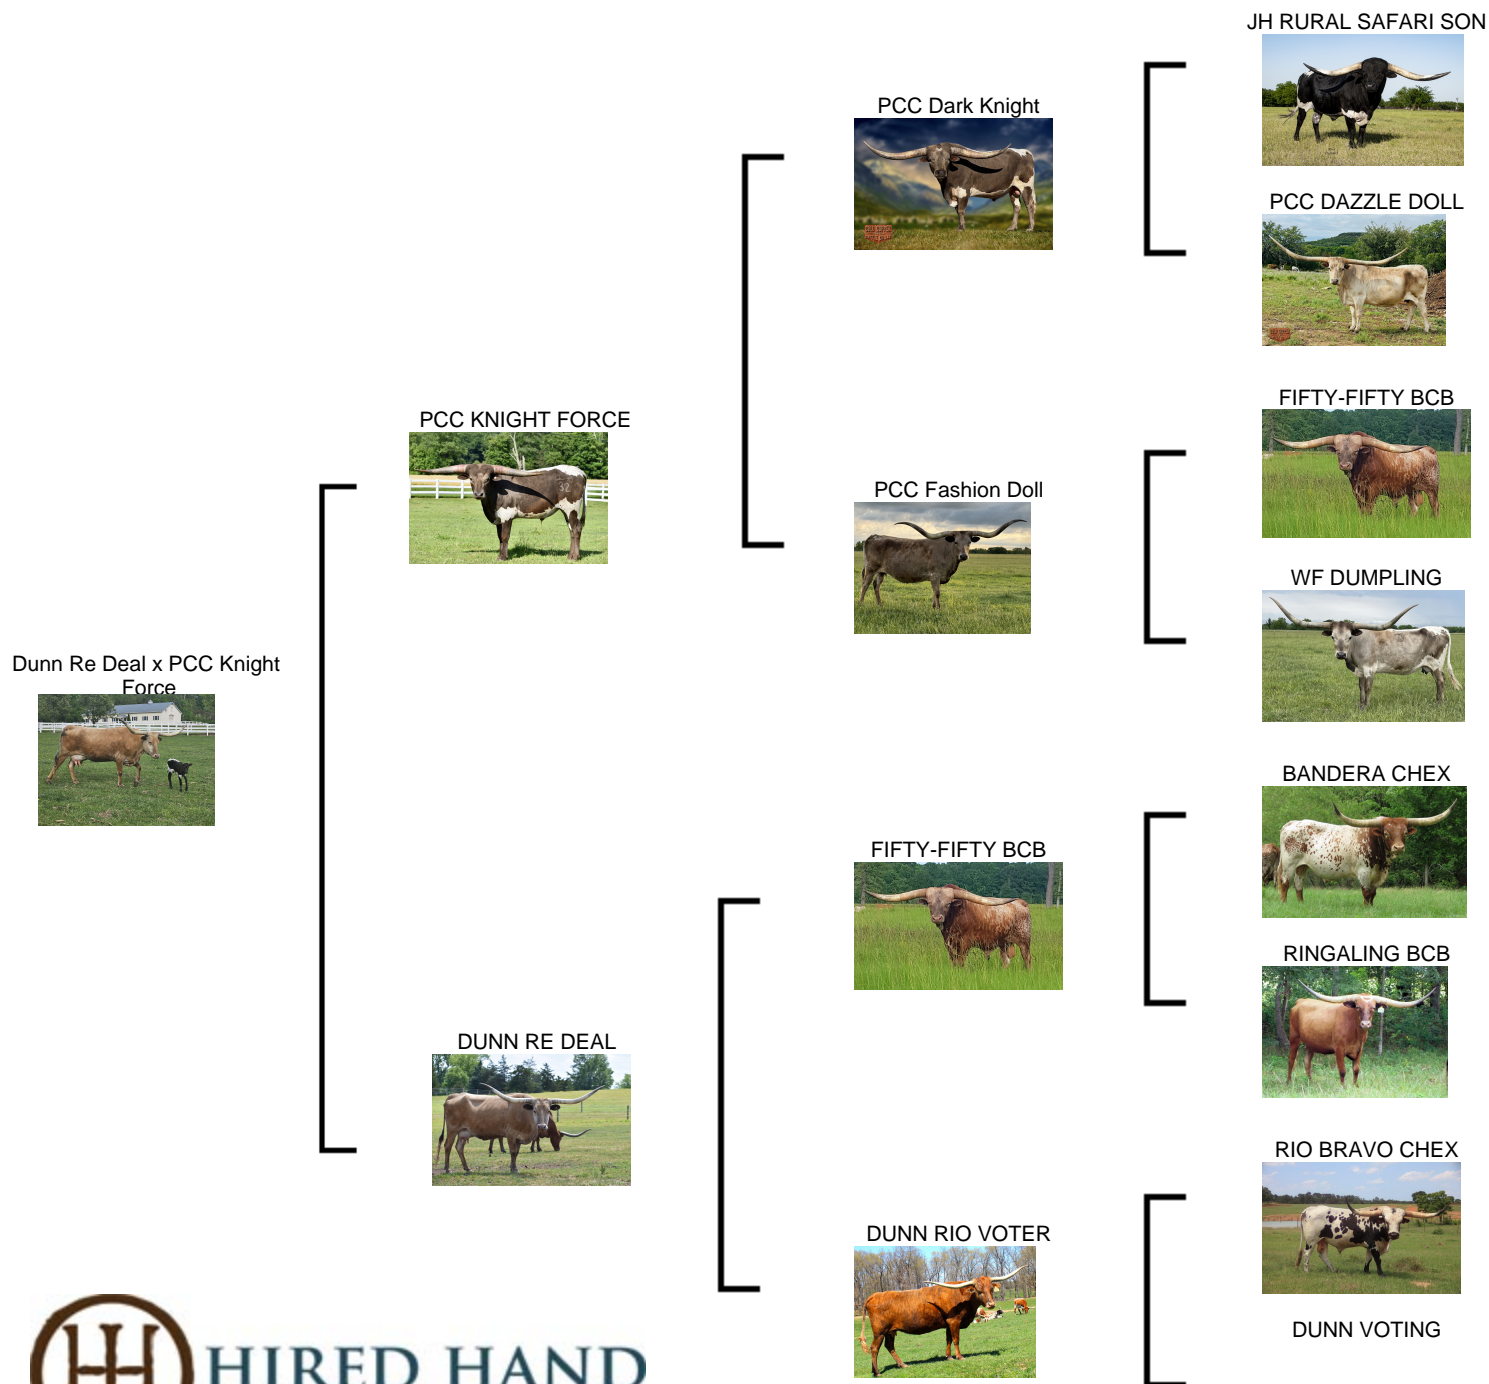 JH RURAL SAFARI SON
PCC Dark Knight
PCC DAZZLE DOLL
FIFTY-FIFTY BCB
PCC KNIGHT FORCE
PCC Fashion Doll
WF DUMPLING
Dunn Re Deal x PCC Knight
Force
BANDERA CHEX
FIFTY-FIFTY BCB
RINGALING BCB
DUNN RE DEAL
RIO BRAVO CHEX
DUNN RIO VOTER
DUNN VOTING
HIRED HAND